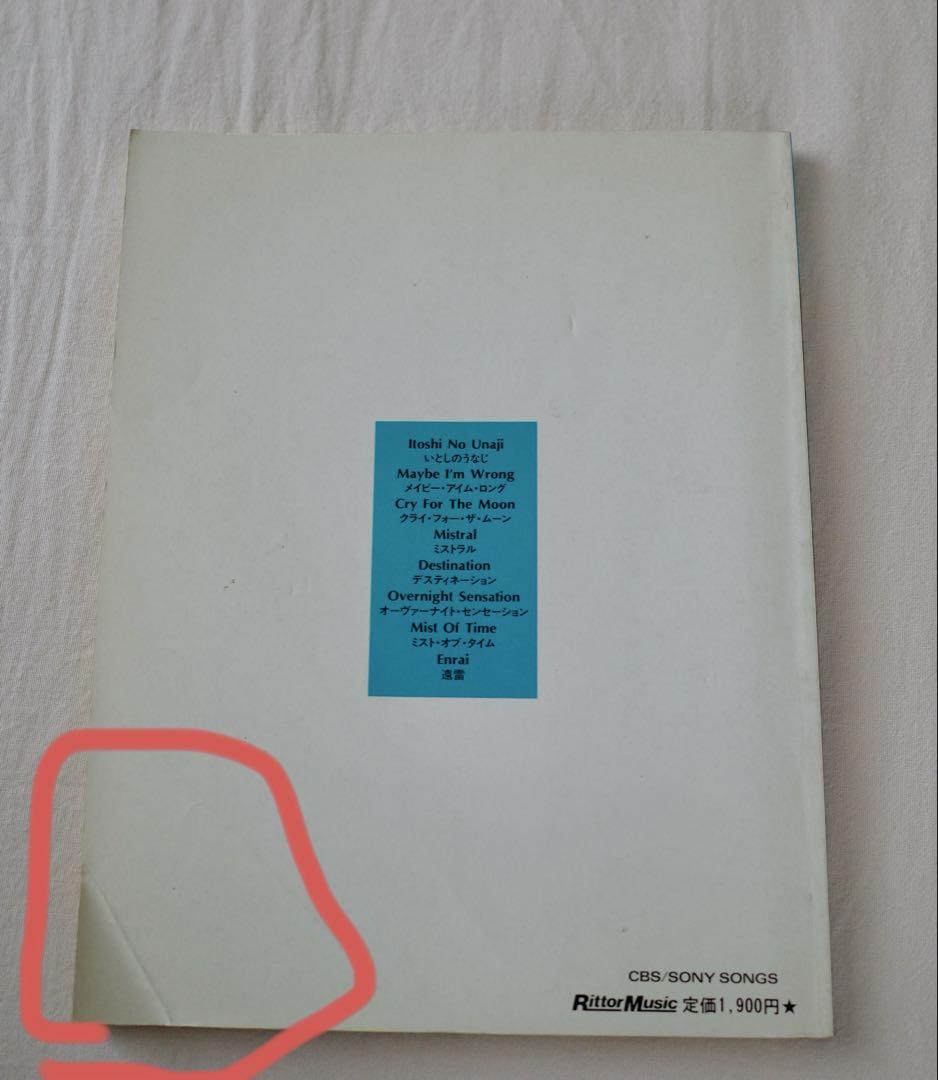 Itoshi No Unaji
いとしのうなじ
Maybe I'm Wrong
メイビー・アイム・ロング
Cry For The Moon
クライ・フォー・ザ・ムーン
Mistral
ミストラル
Destination
デスティネーション
Overnight Sensation
オーヴァーナイト・センセーション
Mist Of Time
ミスト・オブ・タイム
Enrai
遠雷
CBS/SONY SONGS
RittorMusic 定価1,900円★